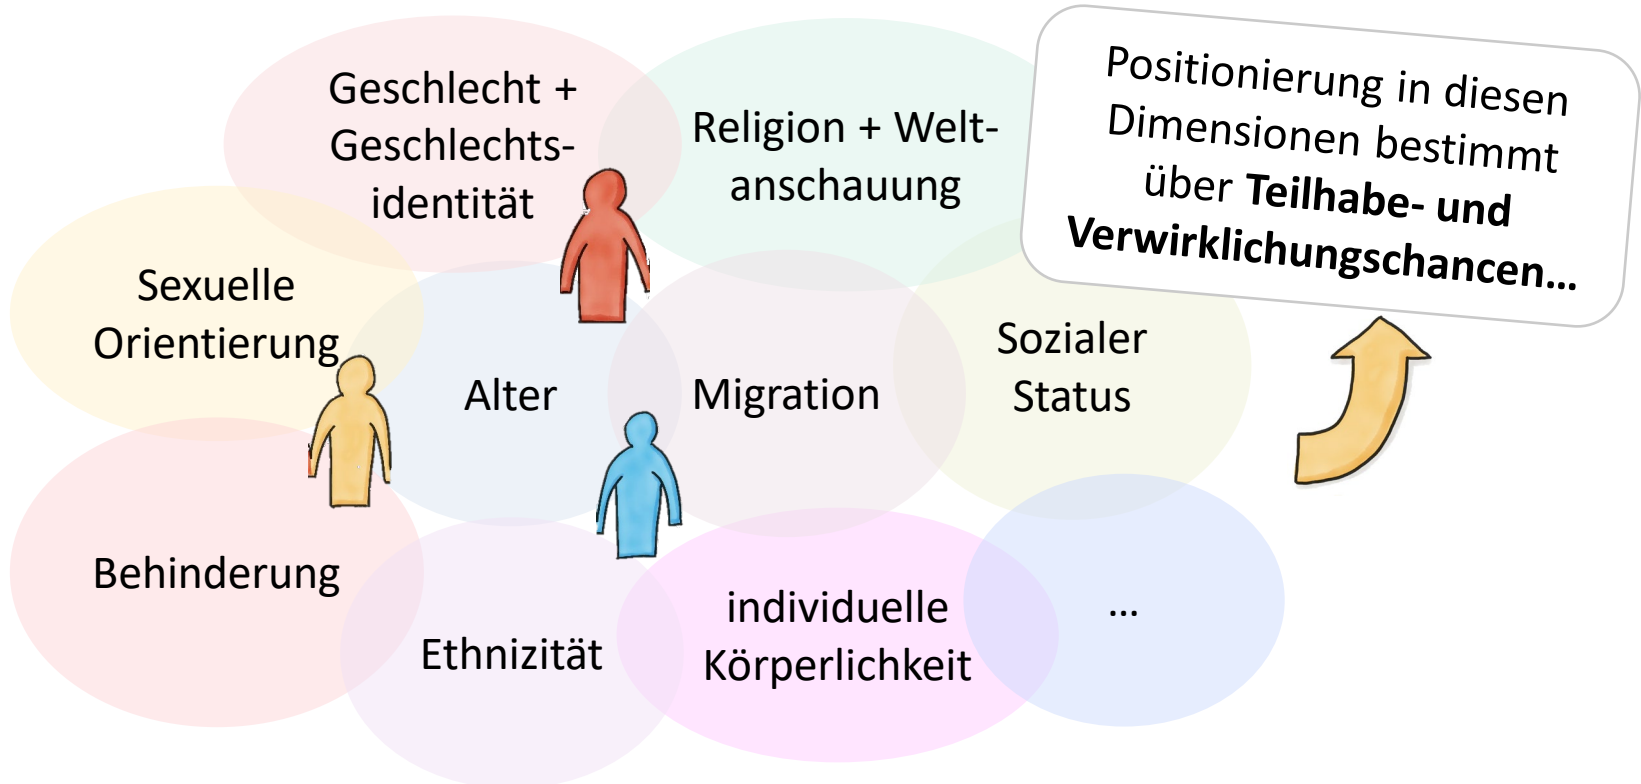 Geschlecht +
Geschlechts-
identität
Religion + Welt-
anschauung
Positionierung in diesen
Dimensionen bestimmt
über Teilhabe- und
Verwirklichungschancen…
Sexuelle
Orientierung
Alter
Migration
Sozialer
Status
Behinderung
Ethnizität
individuelle
Körperlichkeit
…